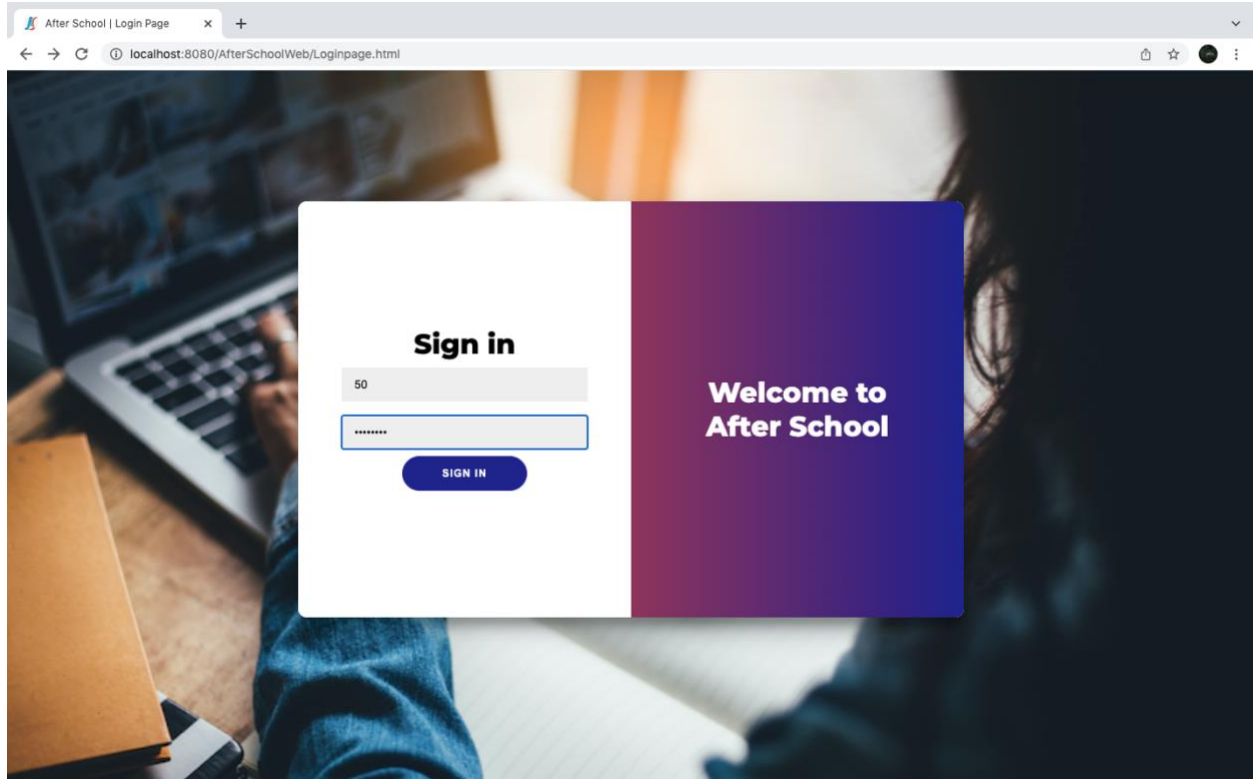 After School | Login Page
localhost:8080/AfterSchoolWeb/Loginpage.html
Sign in
50
••••••••
SIGN IN
Welcome to
After School